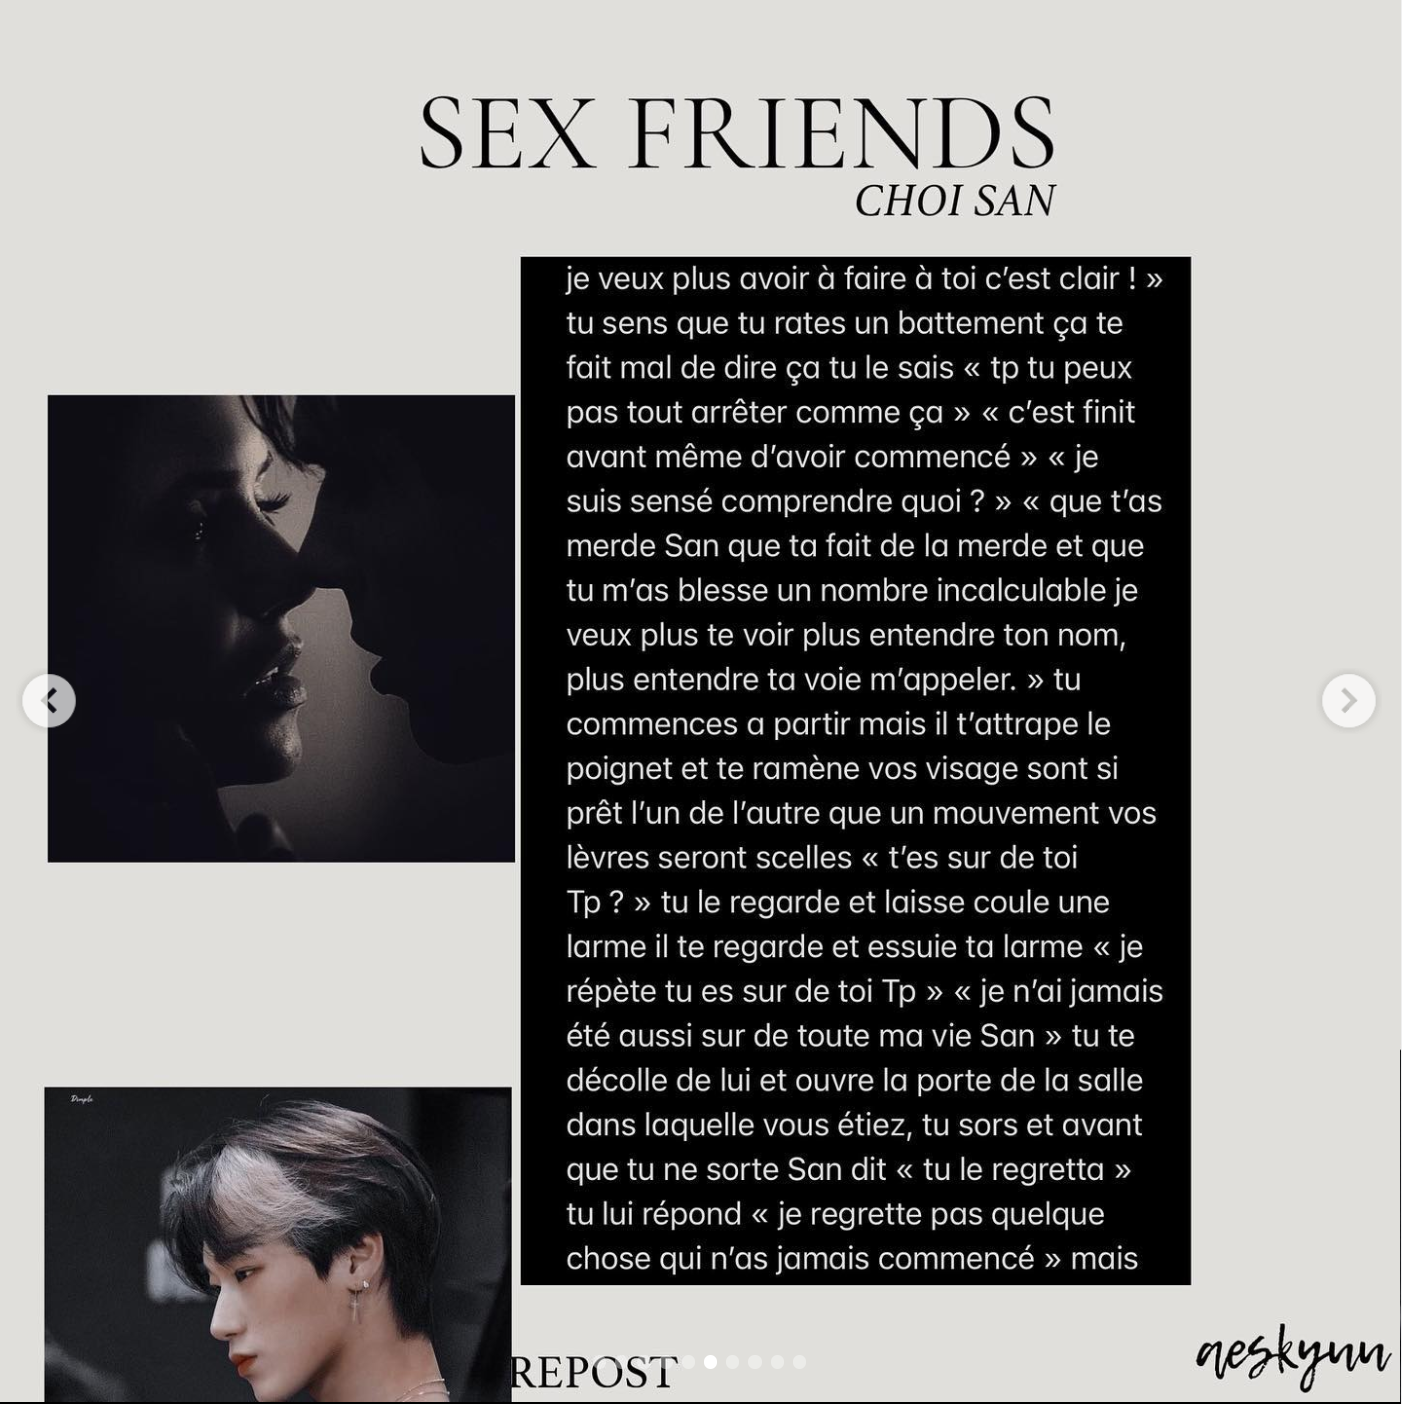 SEX FRIENDS
CHOI SAN
je veux plus avoir à faire à toi c’est clair ! »
tu sens que tu rates un battement ça te
fait mal de dire ça tu le sais « tp tu peux
pas tout arrêter comme ça » « c’est finit
avant même d’avoir commencé » « je
suis sensé comprendre quoi ? » « que t’as
merde San que ta fait de la merde et que
tu m’as blesse un nombre incalculable je
veux plus te voir plus entendre ton nom,
plus entendre ta voie m’appeler. » tu
commences a partir mais il t’attrape le
poignet et te ramène vos visage sont si
prêt l’un de l’autre que un mouvement vos
lèvres seront scelles « t’es sur de toi
Tp ? » tu le regarde et laisse coule une
larme il te regarde et essuie ta larme « je
répète tu es sur de toi Tp » « je n’ai jamais
été aussi sur de toute ma vie San » tu te
décolle de lui et ouvre la porte de la salle
dans laquelle vous étiez, tu sors et avant
que tu ne sorte San dit « tu le regretta »
tu lui répond « je regrette pas quelque
chose qui n’as jamais commencé » mais
Dimple
REPOST
aeskynn